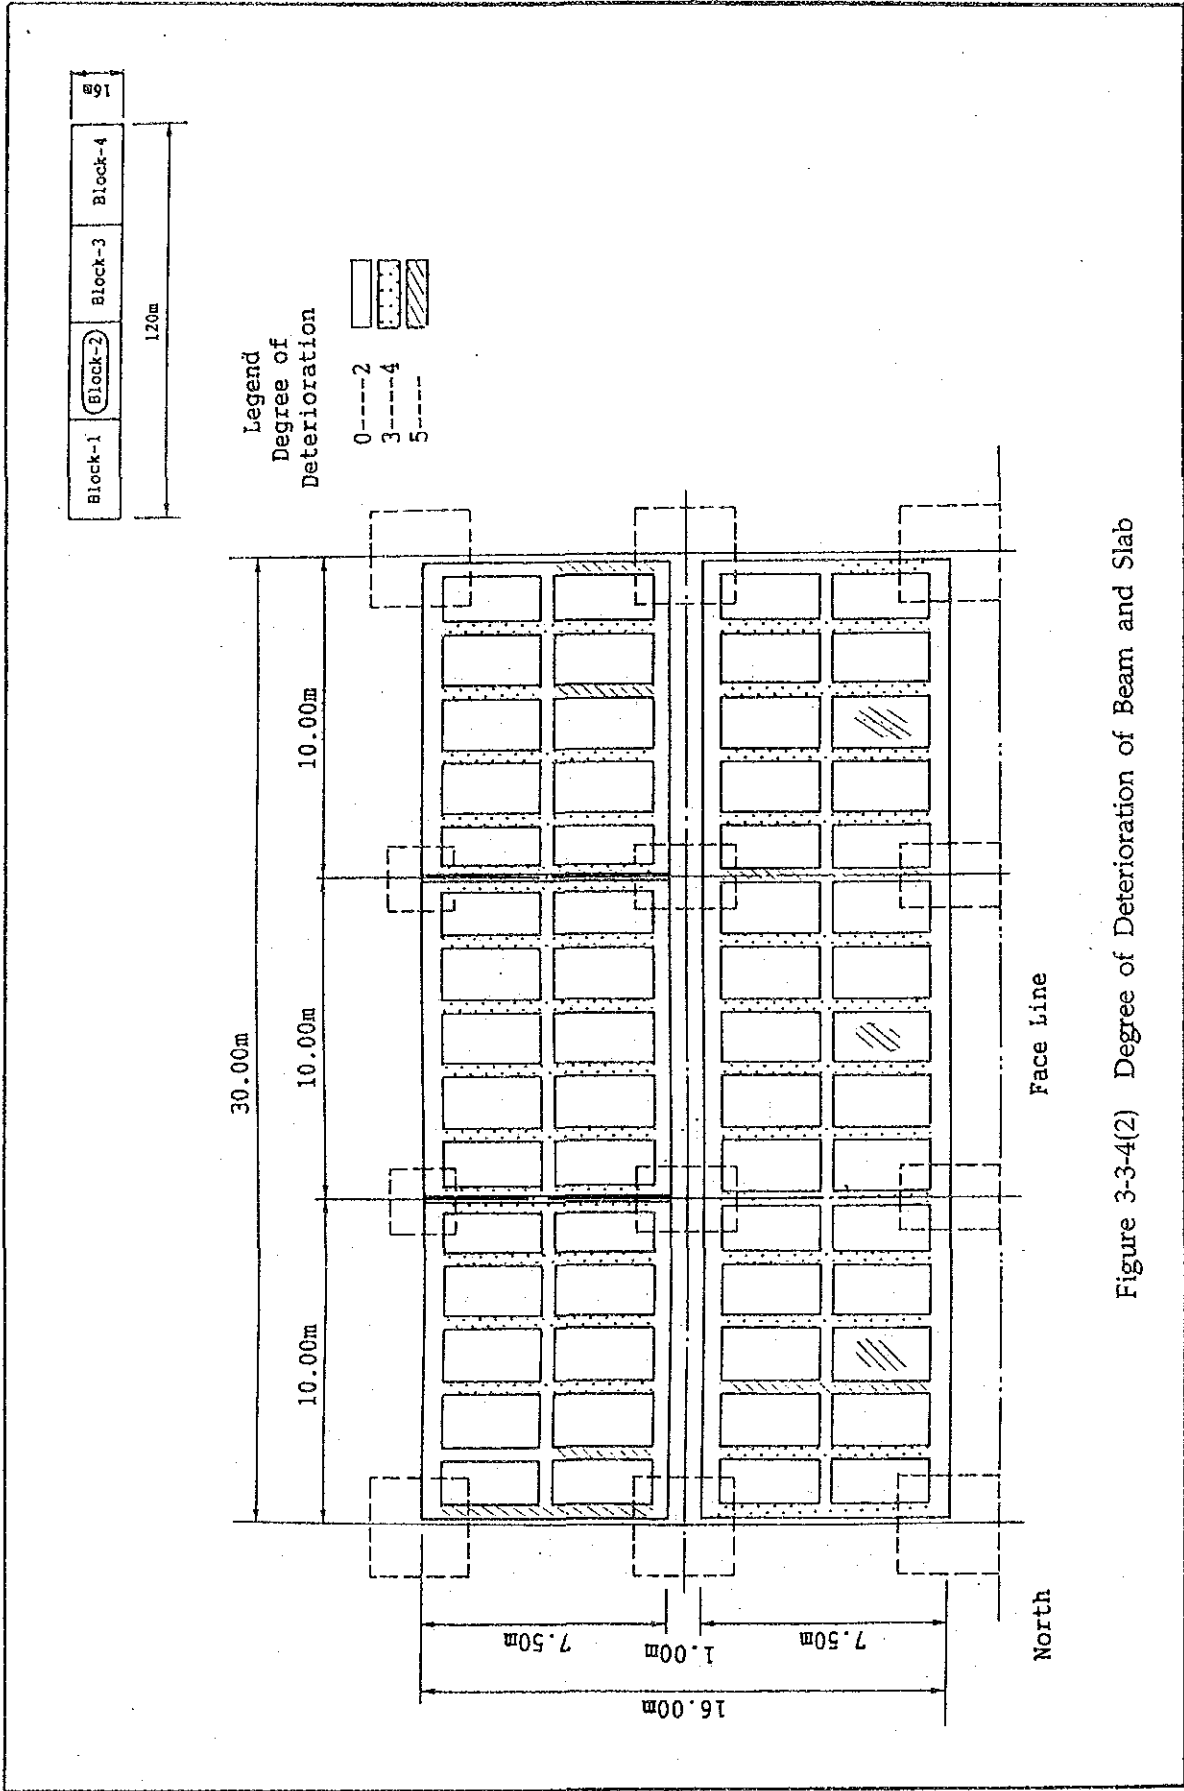 Block-1
Block-2
Block-3
Block-4
16m
120m
Legend
Degree of
Deterioration
0----2
3----4
5----
30.00m
10.00m
10.00m
10.00m
7.50m
1.00m
7.50m
16.00m
North
Face Line
Figure 3-3-4(2) Degree of Deterioration of Beam and Slab